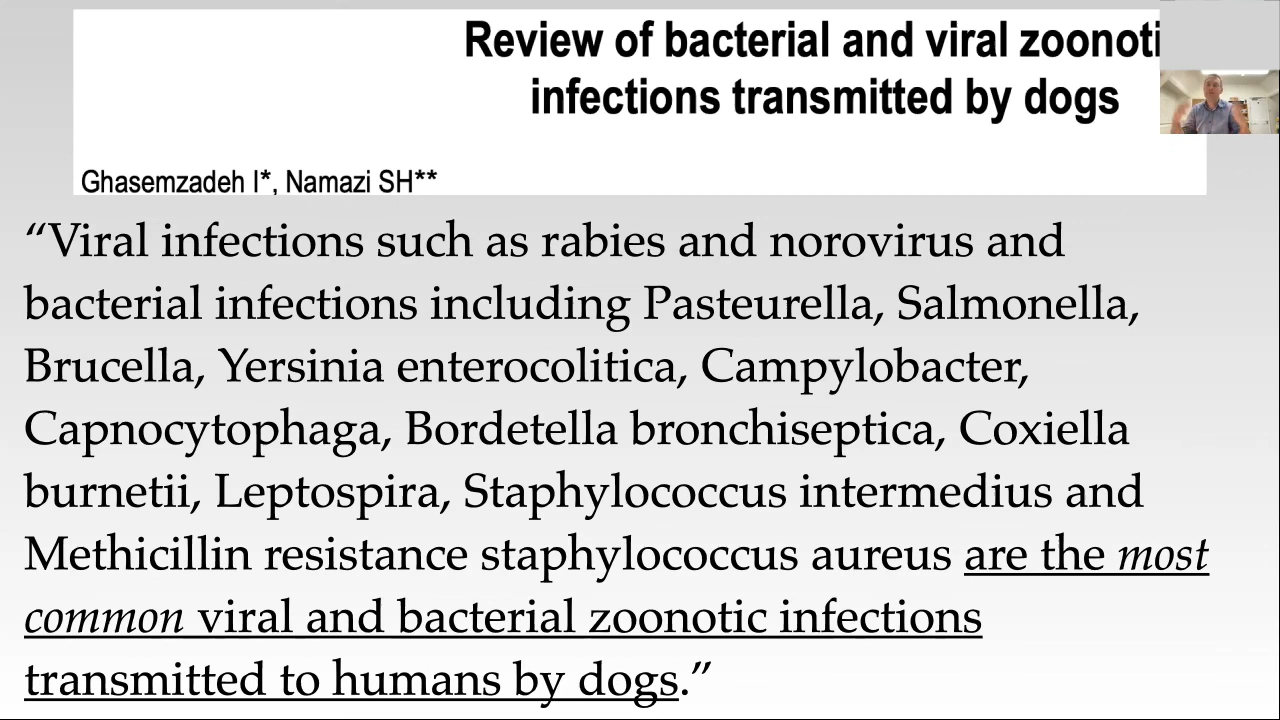 Review of bacterial and viral zoonoti
infections transmitted by dogs
Ghasemzadeh I*, Namazi SH**
“Viral infections such as rabies and norovirus and
bacterial infections including Pasteurella, Salmonella,
Brucella, Yersinia enterocolitica, Campylobacter,
Capnocytophaga, Bordetella bronchiseptica, Coxiella
burnetii, Leptospira, Staphylococcus intermedius and
Methicillin resistance staphylococcus aureus are the most
common viral and bacterial zoonotic infections
transmitted to humans by dogs.”